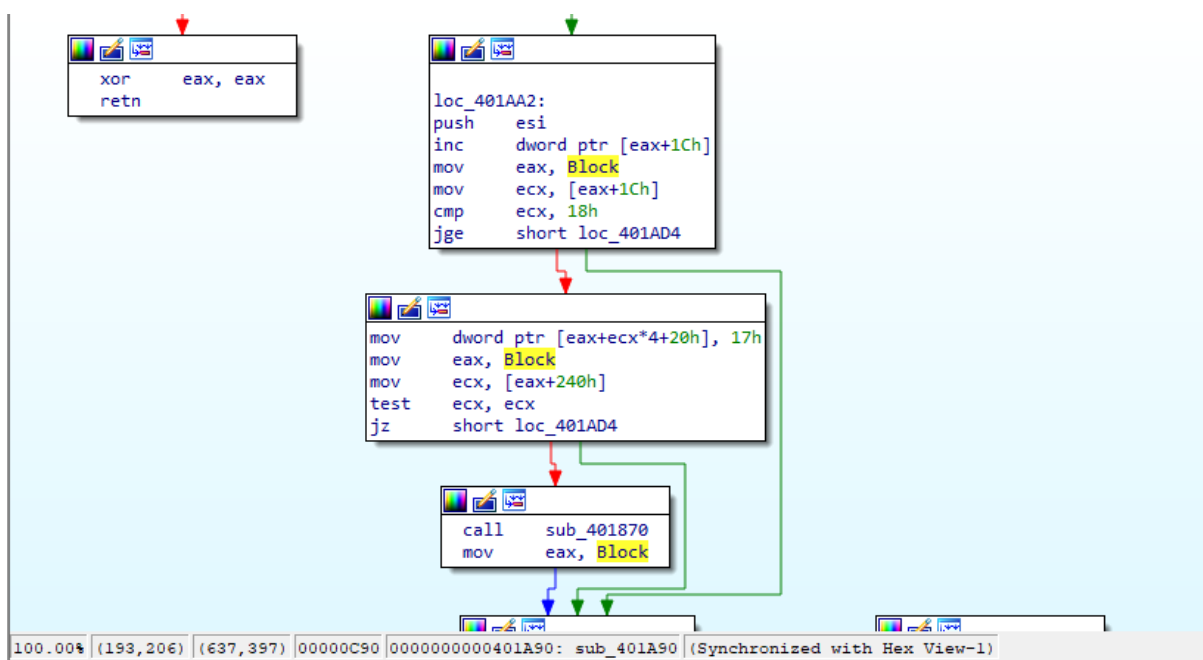 xor eax, eax
retn
loc_401AA2:
push esi
inc dword ptr [eax+1Ch]
mov eax, Block
mov ecx, [eax+1Ch]
cmp ecx, 18h
jge short loc_401AD4
mov dword ptr [eax+ecx*4+20h], 17h
mov eax, Block
mov ecx, [eax+240h]
test ecx, ecx
jz short loc_401AD4
call sub_401870
mov eax, Block
100.00% (193,206) (637,397) 00000C90 0000000000401A90: sub_401A90 (Synchronized with Hex View-1)